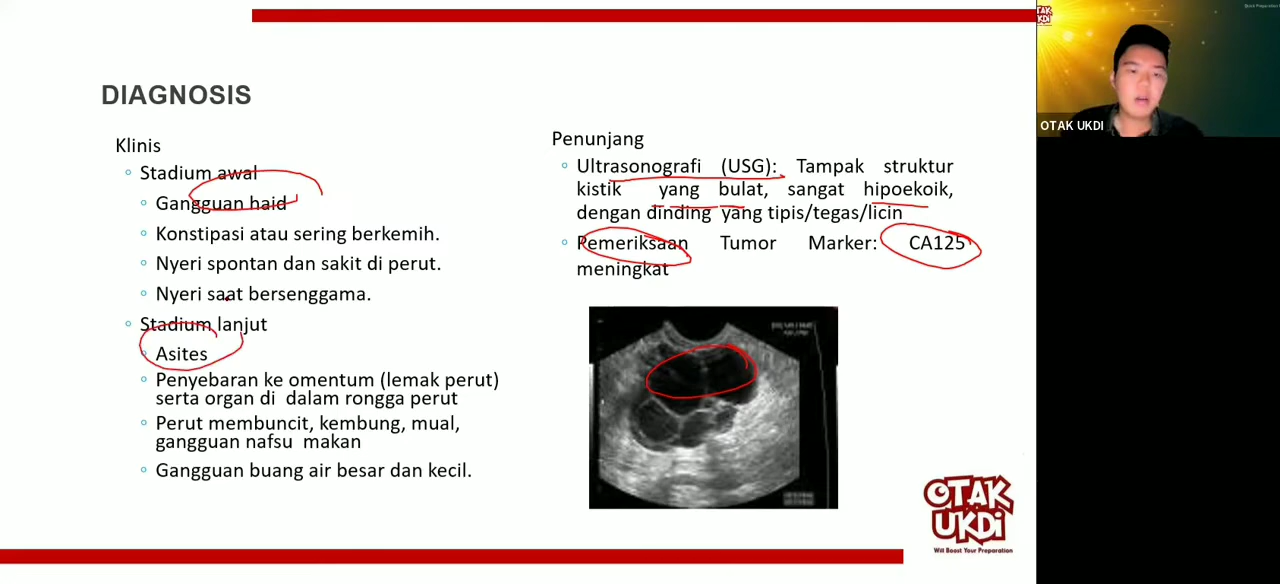 DIAGNOSIS
Klinis
Stadium awal
Gangguan haid
Konstipasi atau sering berkemih.
Nyeri spontan dan sakit di perut.
Nyeri saat bersenggama.
Stadium lanjut
Asites
Penyebaran ke omentum (lemak perut)
serta organ di dalam rongga perut
Perut membuncit, kembung, mual,
gangguan nafsu makan
Gangguan buang air besar dan kecil.
Penunjang
Ultrasonografi (USG): Tampak struktur
kistik yang bulat, sangat hipoekoik,
dengan dinding yang tipis/tegas/licin
Pemeriksaan Tumor Marker: CA125
meningkat
OTAK
UKDI
Will Boost Your Preparation
OTAK UKDI